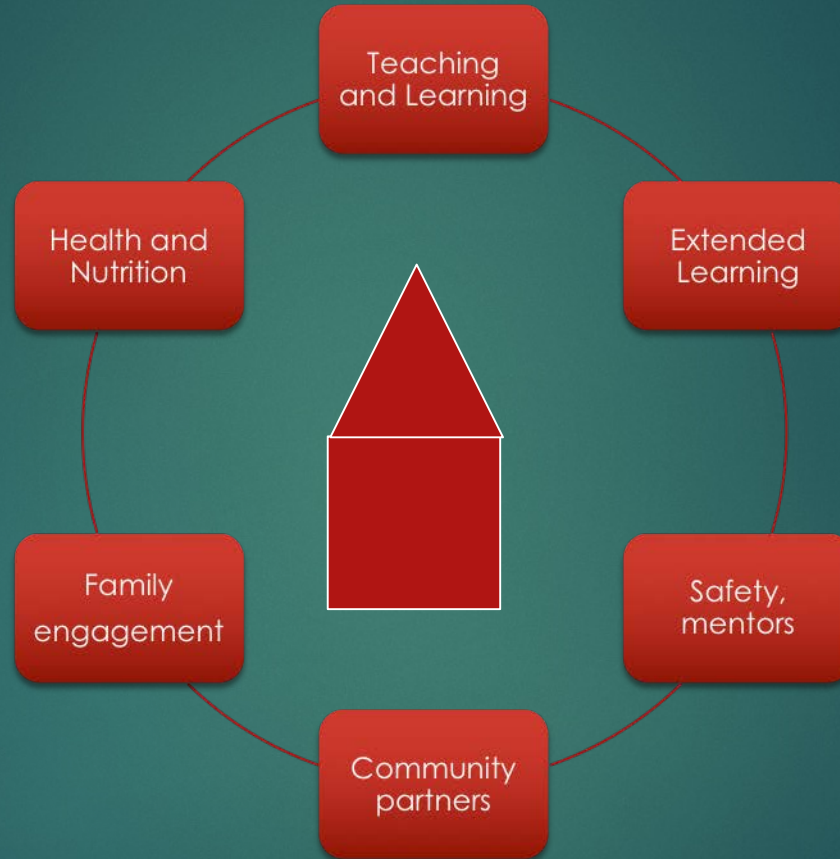 Teaching
and Learning
Extended
Learning
Safety,
mentors
Community
partners
Family
engagement
Health and
Nutrition